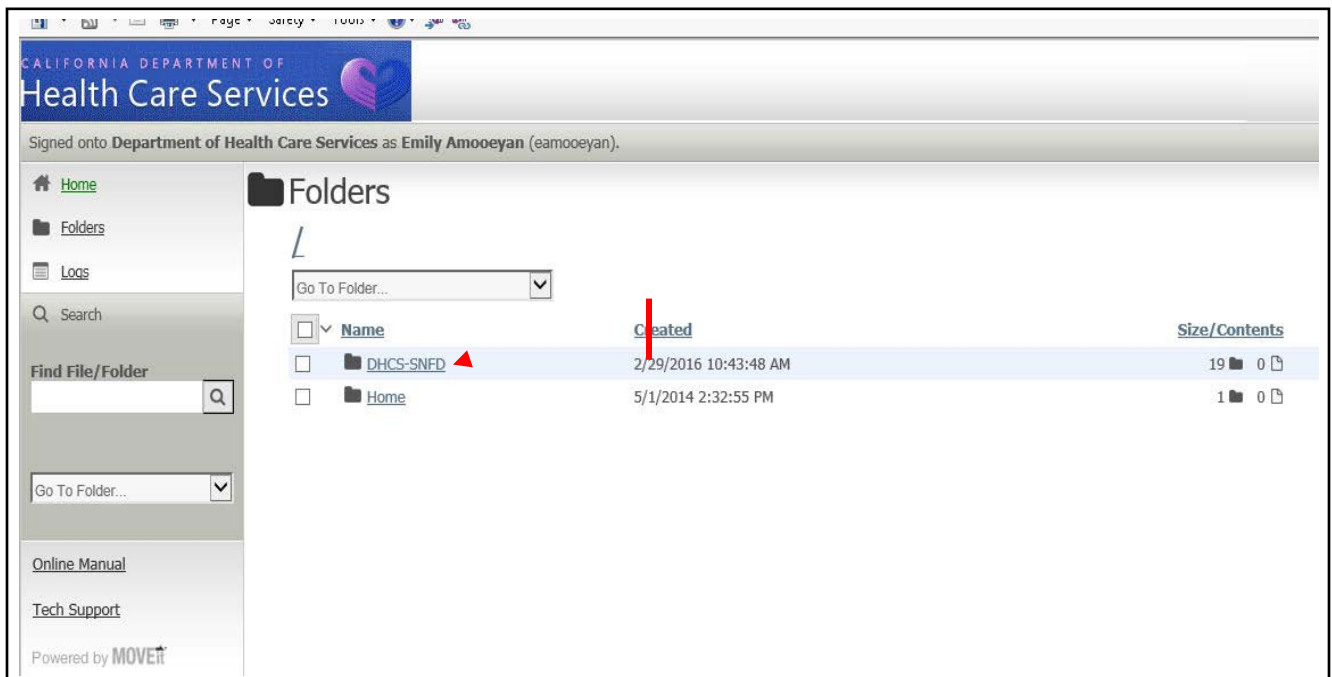 Page Safety Tools
CALIFORNIA DEPARTMENT OF
Health Care Services
Signed onto Department of Health Care Services as Emily Amooeyan (eamooeyan).
Home
Folders
Logs
Search
Find File/Folder
Go To Folder...
Online Manual
Tech Support
Powered by MOVEit
Folders
/
Go To Folder...
Name Created Size/Contents
DHCS-SNFD 2/29/2016 10:43:48 AM 19 0
Home 5/1/2014 2:32:55 PM 1 0